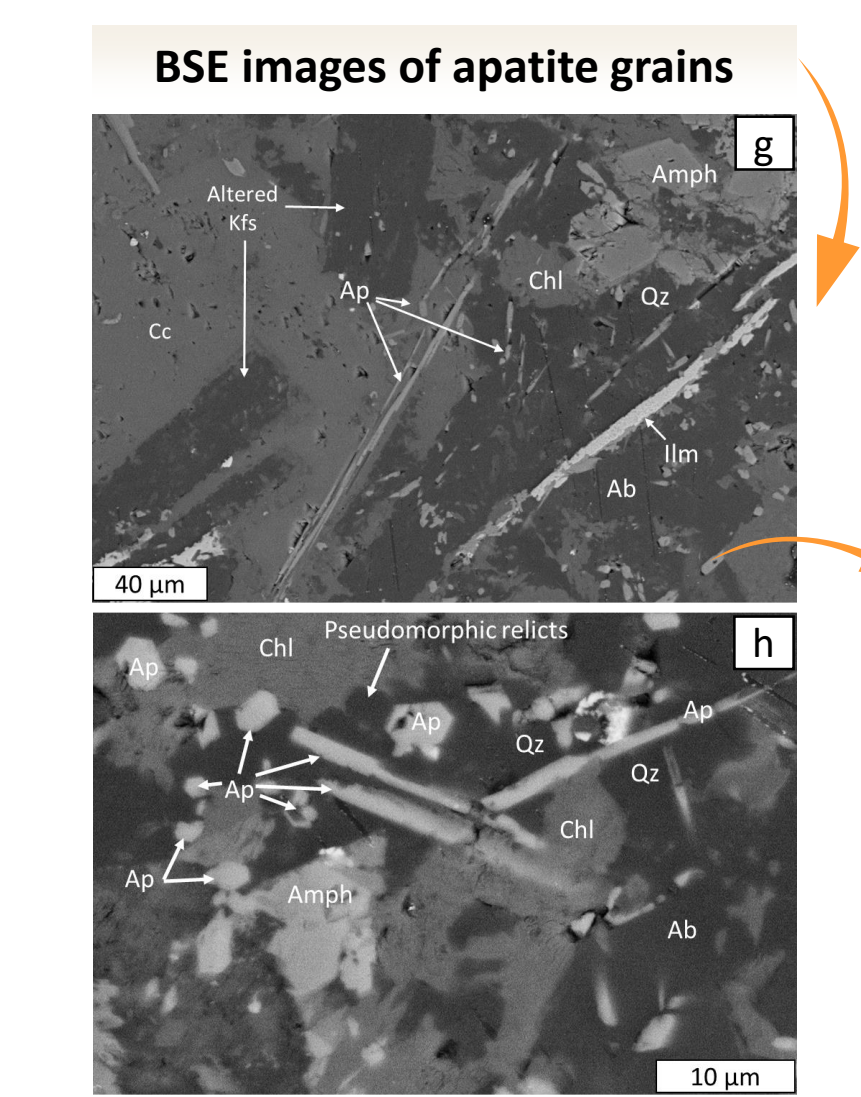 BSE images of apatite grains
g
Amph
Altered
Kfs
Chl
Ap
Qz
Cc
Ilm
Ab
40 µm
Pseudomorphic relicts
h
Chl
Ap
Ap
Ap
Qz
Qz
Ap
Chl
Ap
Amph
Ab
10 µm